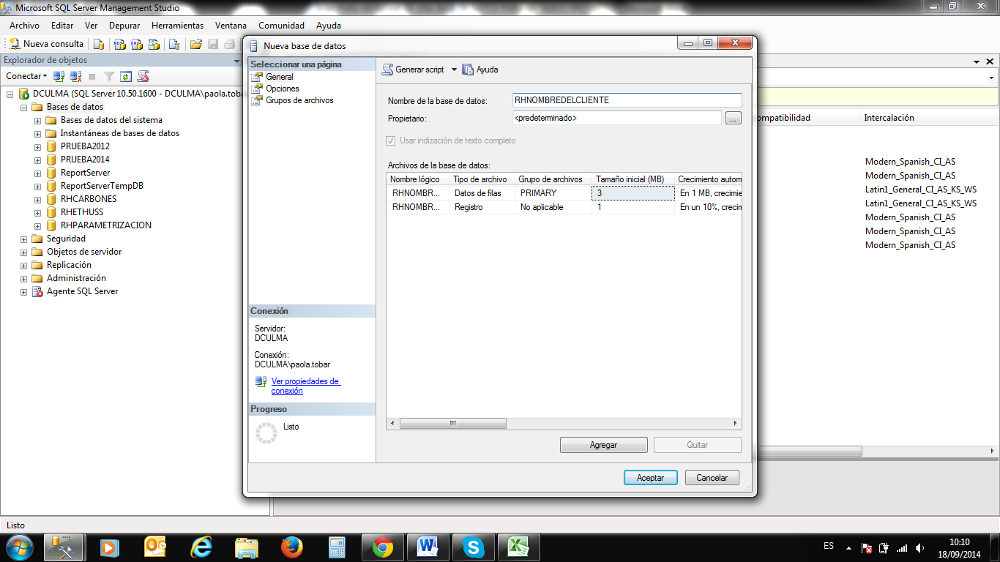 Microsoft SQL Server Management Studio
Archivo Editar Ver Depurar Herramientas Ventana Comunidad Ayuda
Nueva consulta
Explorador de objetos
Conectar
DCULMA (SQL Server 10.50.1600 - DCULMA\paola.toba
Bases de datos
Bases de datos del sistema
Instantáneas de bases de datos
PRUEBA2012
PRUEBA2014
ReportServer
ReportServerTempDB
RHCARBONES
RHETHUSS
RHPARAMETRIZACION
Seguridad
Objetos de servidor
Replicación
Administración
Agente SQL Server
Nueva base de datos
Seleccionar una página
General
Opciones
Grupos de archivos
Conexión
Servidor:
DCULMA
Conexión:
DCULMA\paola.tobar
Ver propiedades de
conexión
Progreso
Listo
Generar script Ayuda
Nombre de la base de datos: RHNOMBREDELCLIENTE
Propietario: <predeterminado> ...
Usar indización de texto completo
Archivos de la base de datos:
Nombre lógico Tipo de archivo Grupo de archivos Tamaño inicial (MB) Crecimiento autom
RHNOMBR... Datos de filas PRIMARY 3 En 1 MB, crecimie
RHNOMBR... Registro No aplicable 1 En un 10%, crecin
Agregar Quitar
Aceptar Cancelar
ompatibilidad Intercalación
Modern_Spanish_CI_AS
Modern_Spanish_CI_AS
Latin1_General_CI_AS_KS_WS
Latin1_General_CI_AS_KS_WS
Modern_Spanish_CI_AS
Modern_Spanish_CI_AS
Modern_Spanish_CI_AS
Listo
ES
10:10
18/09/2014